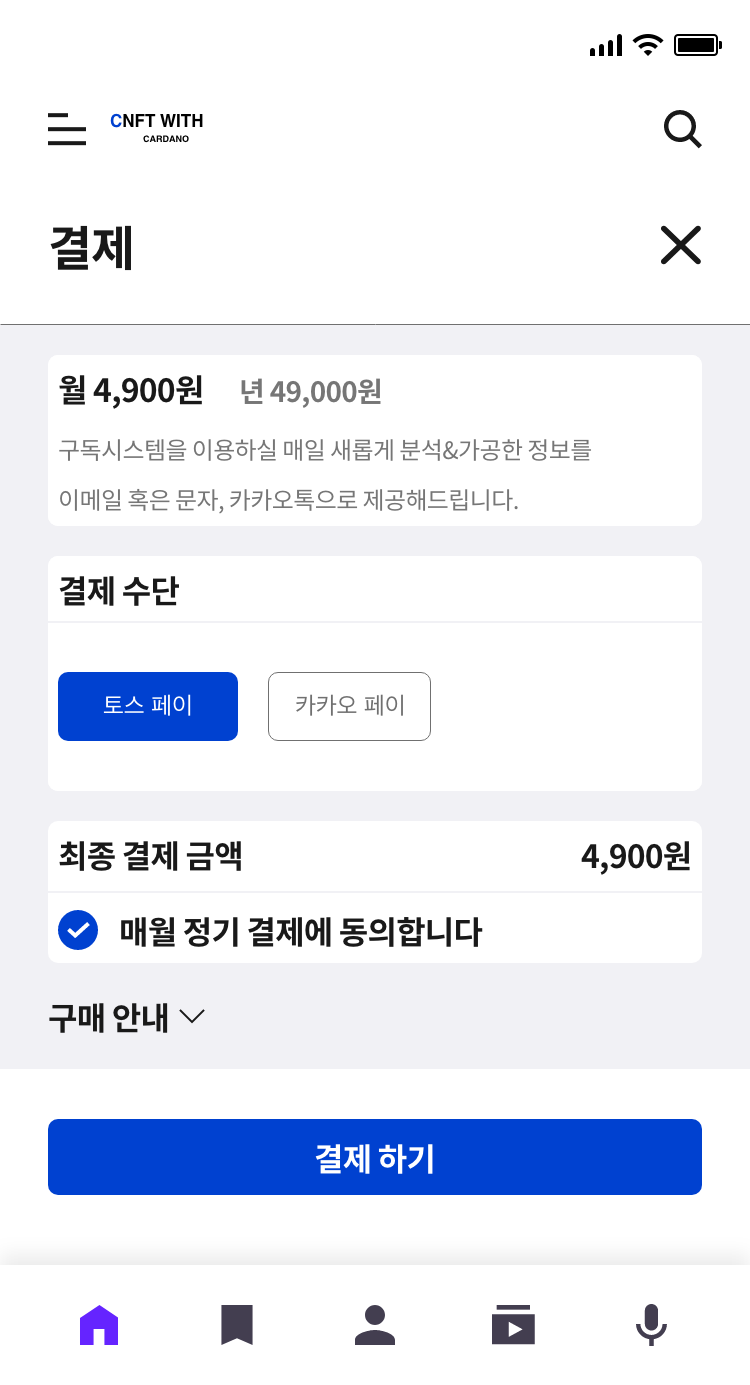 CNFT WITH
CARDANO
결제
월 4,900원 년 49,000원
구독시스템을 이용하실 매일 새롭게 분석&가공한 정보를
이메일 혹은 문자, 카카오톡으로 제공해드립니다.
결제 수단
토스 페이 카카오 페이
최종 결제 금액 4,900원
매월 정기 결제에 동의합니다
구매 안내
결제 하기